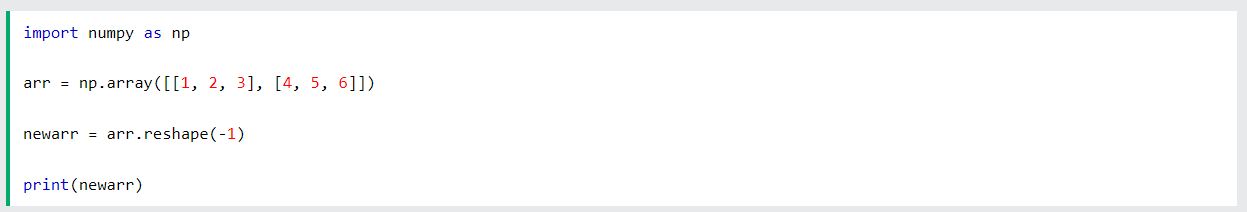 import numpy as np
arr = np.array([[1, 2, 3], [4, 5, 6]])
newarr = arr.reshape(-1)
print(newarr)